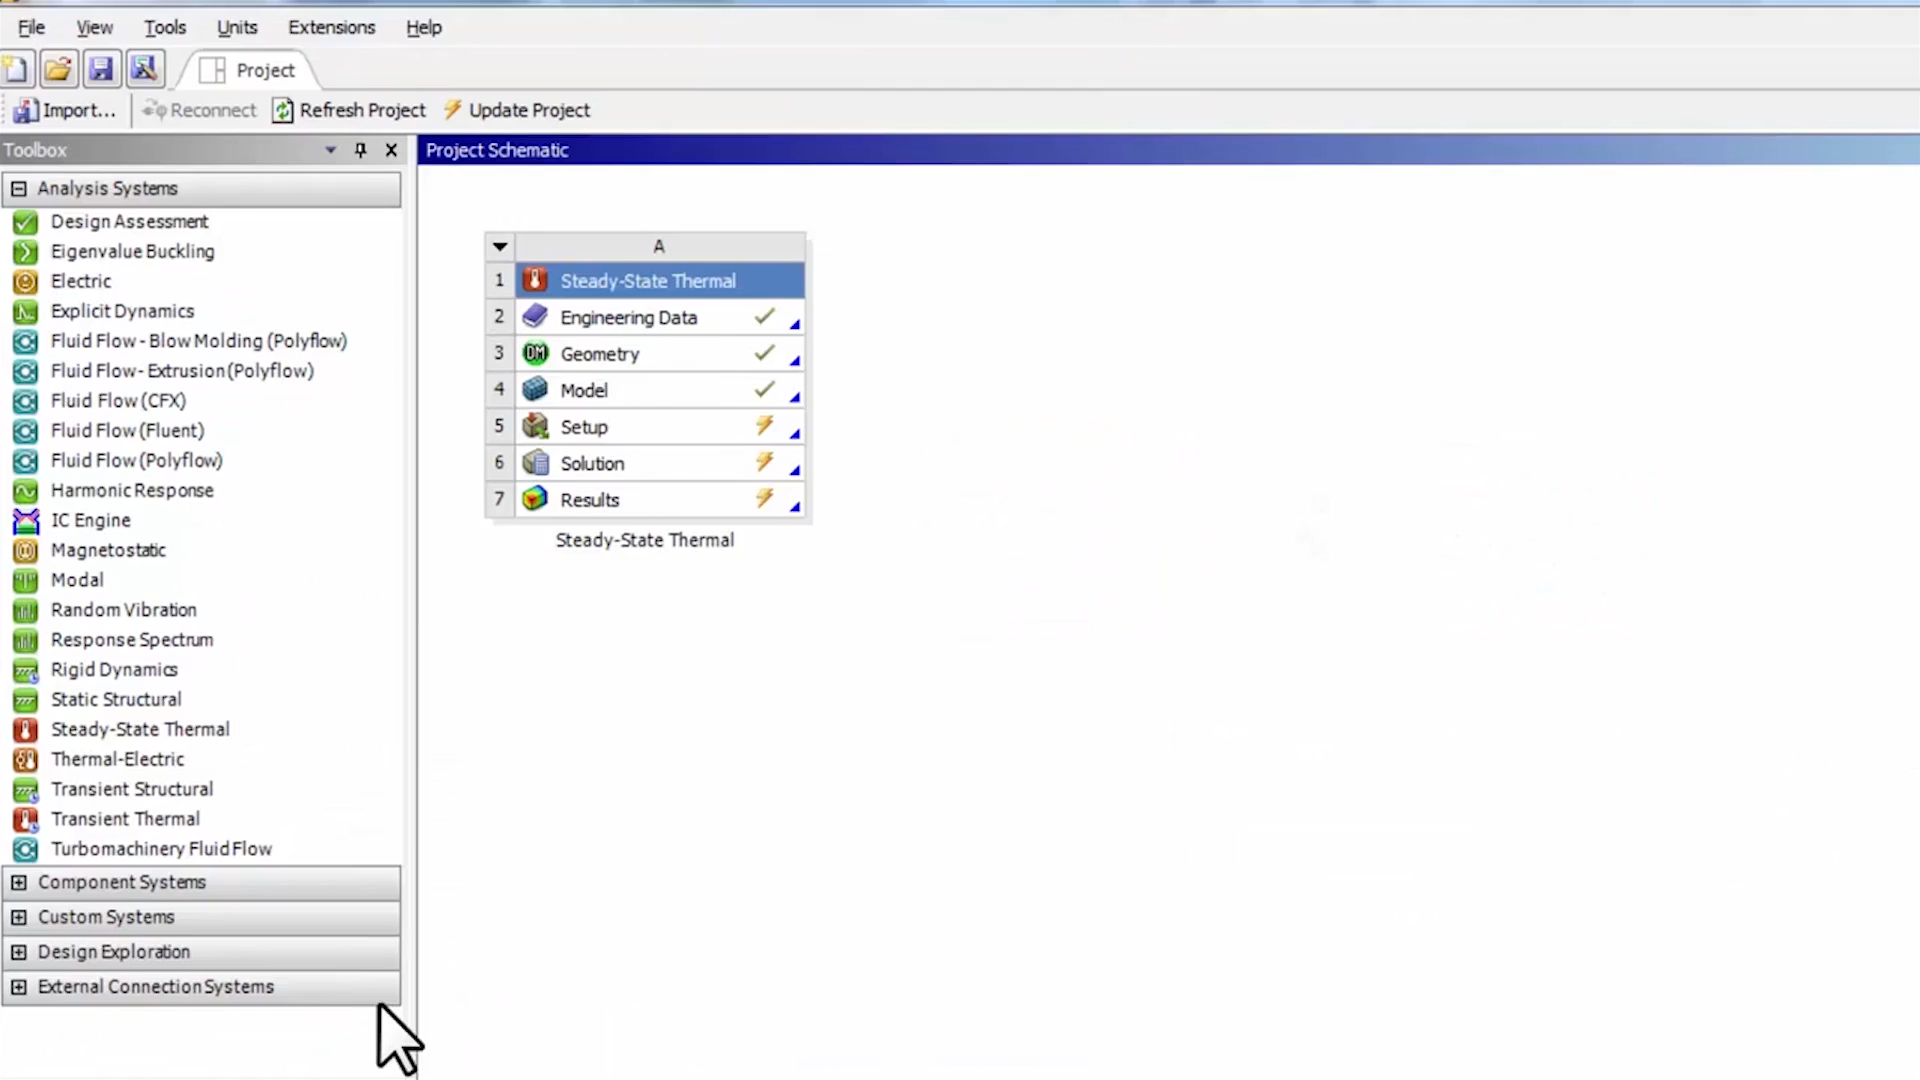 File View Tools Units Extensions Help
Project
Import... Reconnect Refresh Project Update Project
Toolbox
Project Schematic
Analysis Systems
Design Assessment
Eigenvalue Buckling
Electric
Explicit Dynamics
Fluid Flow - Blow Molding (Polyflow)
Fluid Flow - Extrusion (Polyflow)
Fluid Flow (CFX)
Fluid Flow (Fluent)
Fluid Flow (Polyflow)
Harmonic Response
IC Engine
Magnetostatic
Modal
Random Vibration
Response Spectrum
Rigid Dynamics
Static Structural
Steady-State Thermal
Thermal-Electric
Transient Structural
Transient Thermal
Turbomachinery Fluid Flow
Component Systems
Custom Systems
Design Exploration
External Connection Systems
A
1 Steady-State Thermal
2 Engineering Data
3 DM Geometry
4 Model
5 Setup
6 Solution
7 Results
Steady-State Thermal